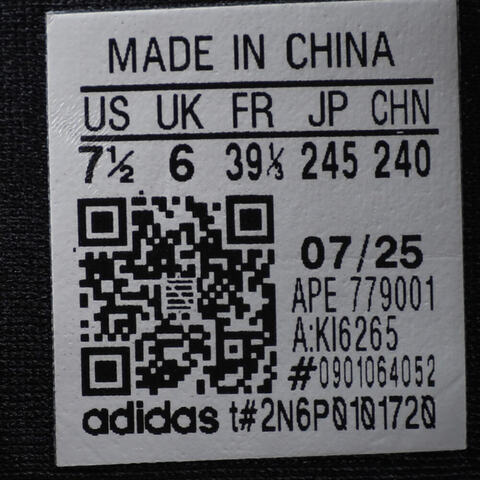 MADE IN CHINA
US UK FR JP CHN
7½ 6 39⅓ 245 240
07/25
APE 779001
A:KI6265
#0901064052
adidas t#2N6P0101720